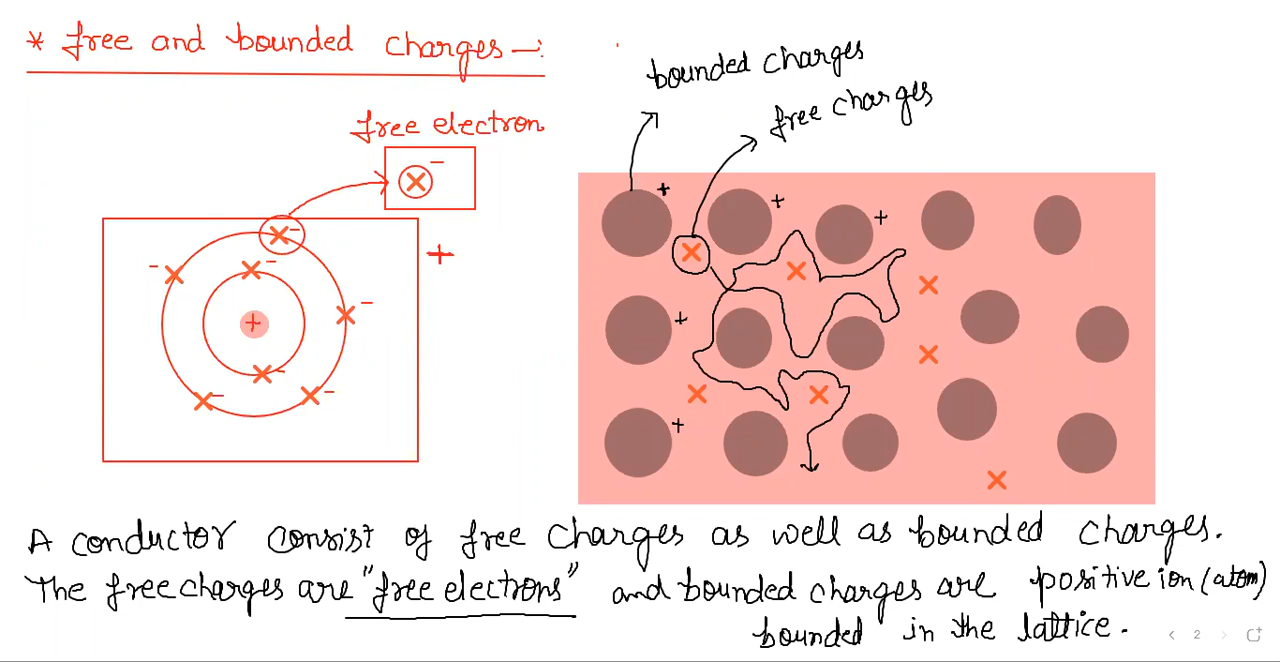 * free and bounded charges -:
bounded charges
free charges
free electron
A conductor consist of free charges as well as bounded charges.
The free charges are "free electrons" and bounded charges are positive ion (atom)
bounded in the lattice.
2